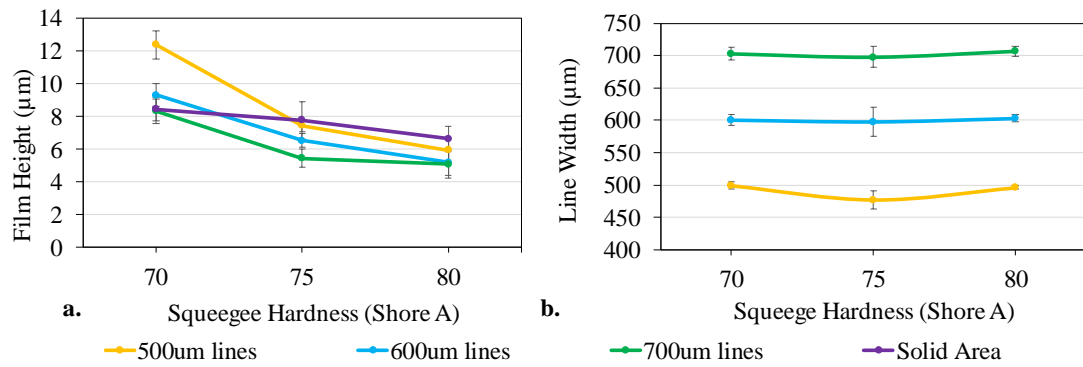 14
12
10
8
6
4
2
0
Film Height (µm)
70 75 80
Squeegee Hardness (Shore A)
a.
750
700
650
600
550
500
450
400
Line Width (µm)
70 75 80
Squeege Hardness (Shore A)
b.
500um lines 600um lines 700um lines Solid Area